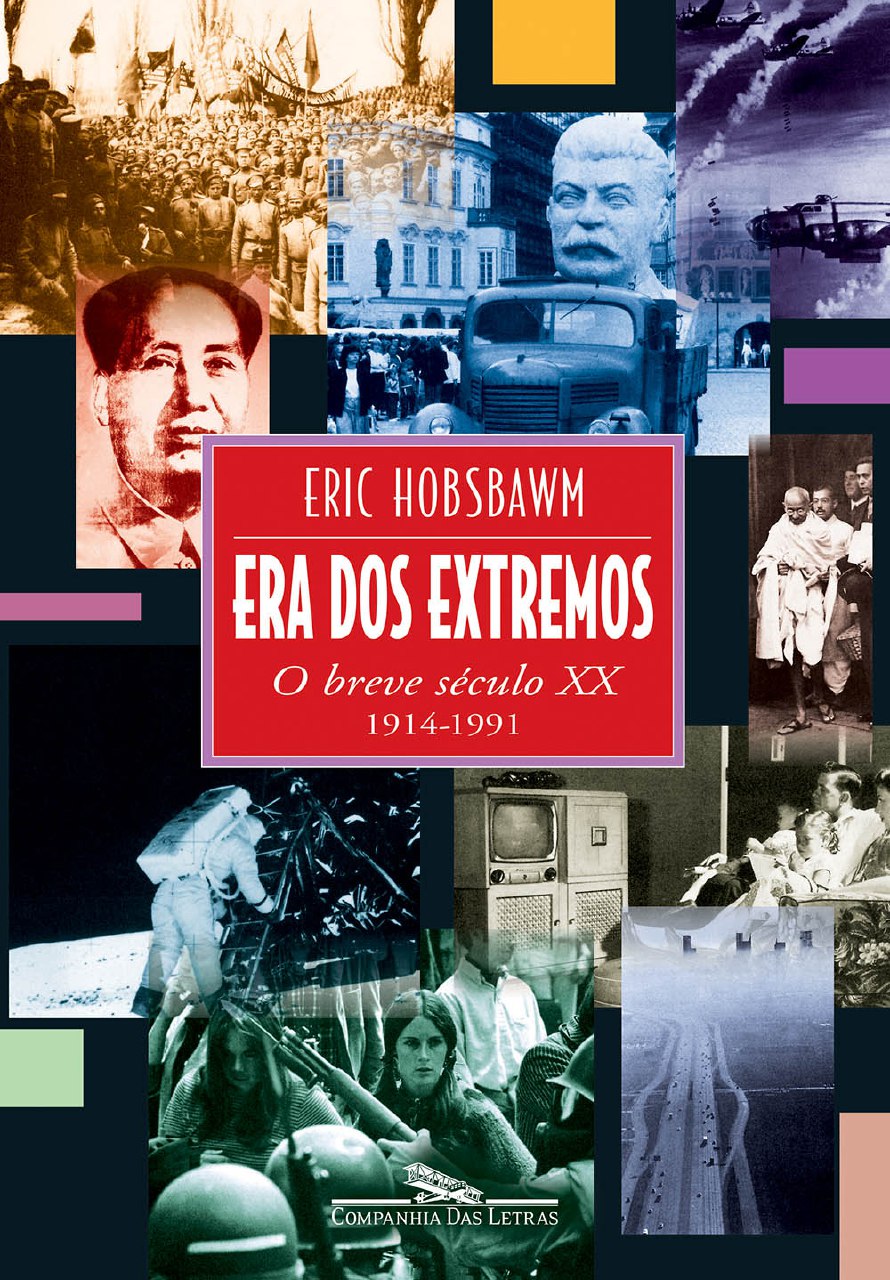 ERIC HOBSBAWM
ERA DOS EXTREMOS
O breve século XX
1914-1991
COMPANHIA DAS LETRAS